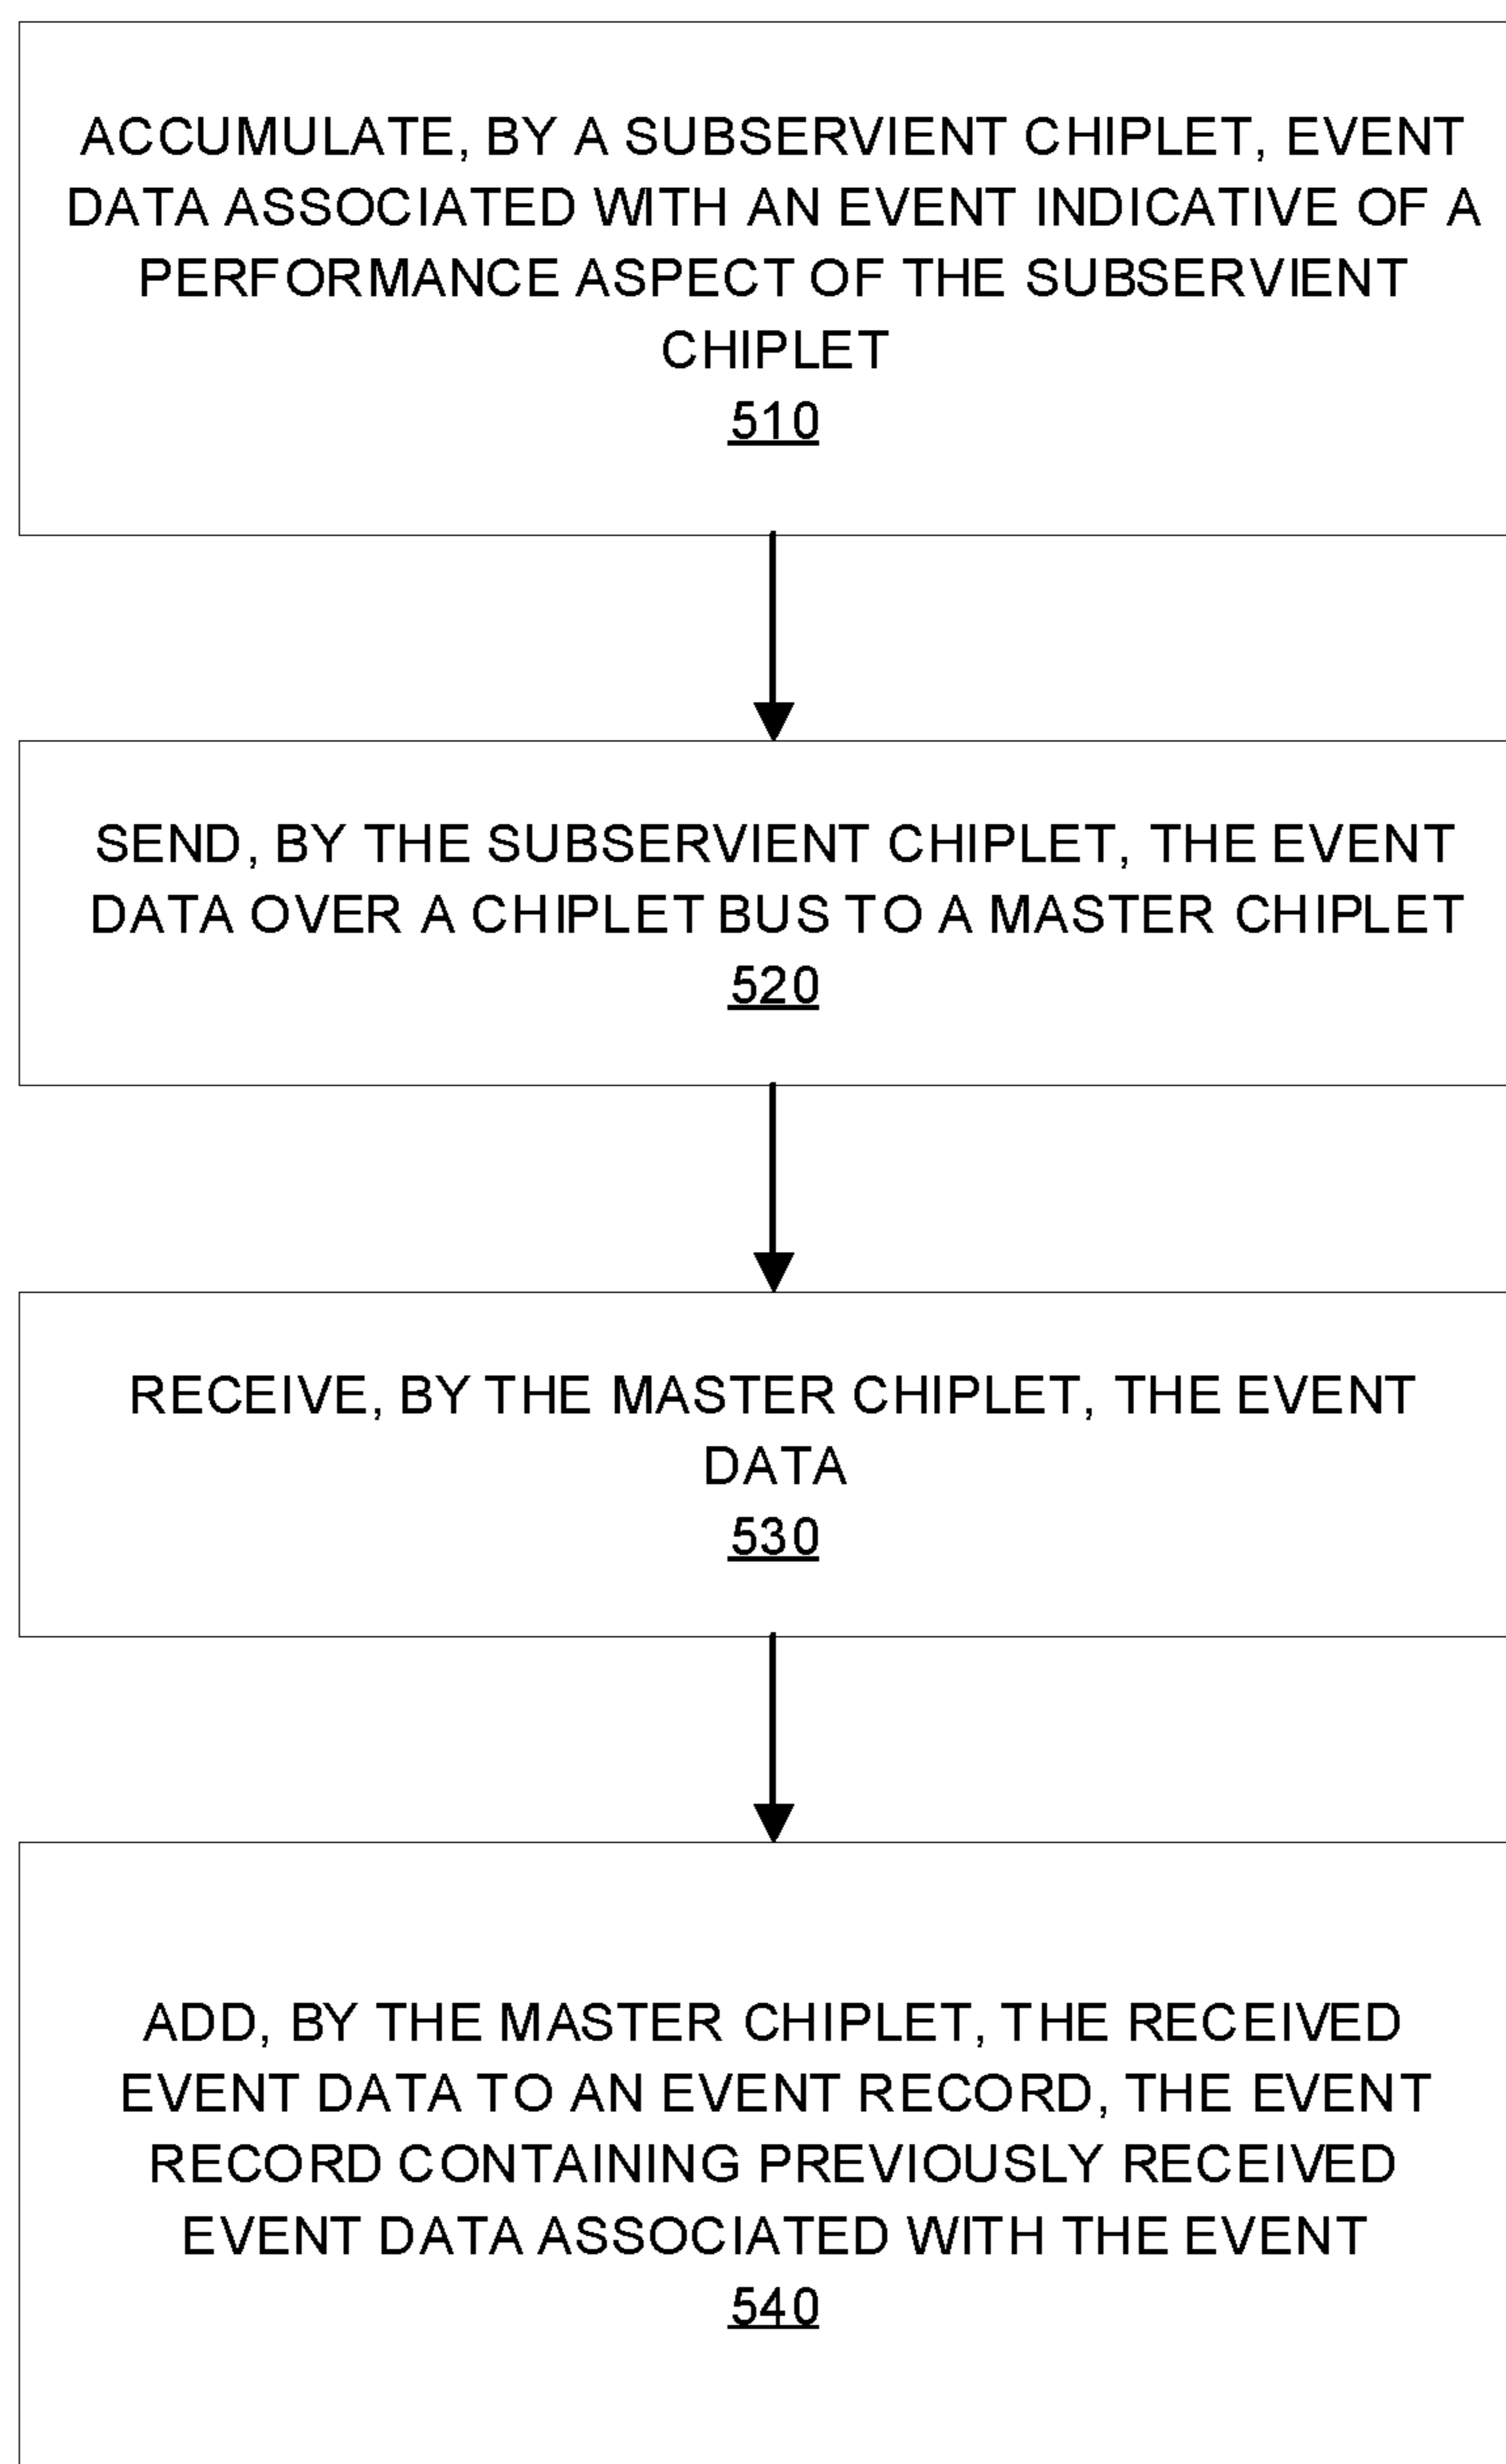 ACCUMULATE, BY A SUBSERVIENT CHIPLET, EVENT
DATA ASSOCIATED WITH AN EVENT INDICATIVE OF A
PERFORMANCE ASPECT OF THE SUBSERVIENT
CHIPLET
510
SEND, BY THE SUBSERVIENT CHIPLET, THE EVENT
DATA OVER A CHIPLET BUS TO A MASTER CHIPLET
520
RECEIVE, BY THE MASTER CHIPLET, THE EVENT
DATA
530
ADD, BY THE MASTER CHIPLET, THE RECEIVED
EVENT DATA TO AN EVENT RECORD, THE EVENT
RECORD CONTAINING PREVIOUSLY RECEIVED
EVENT DATA ASSOCIATED WITH THE EVENT
540